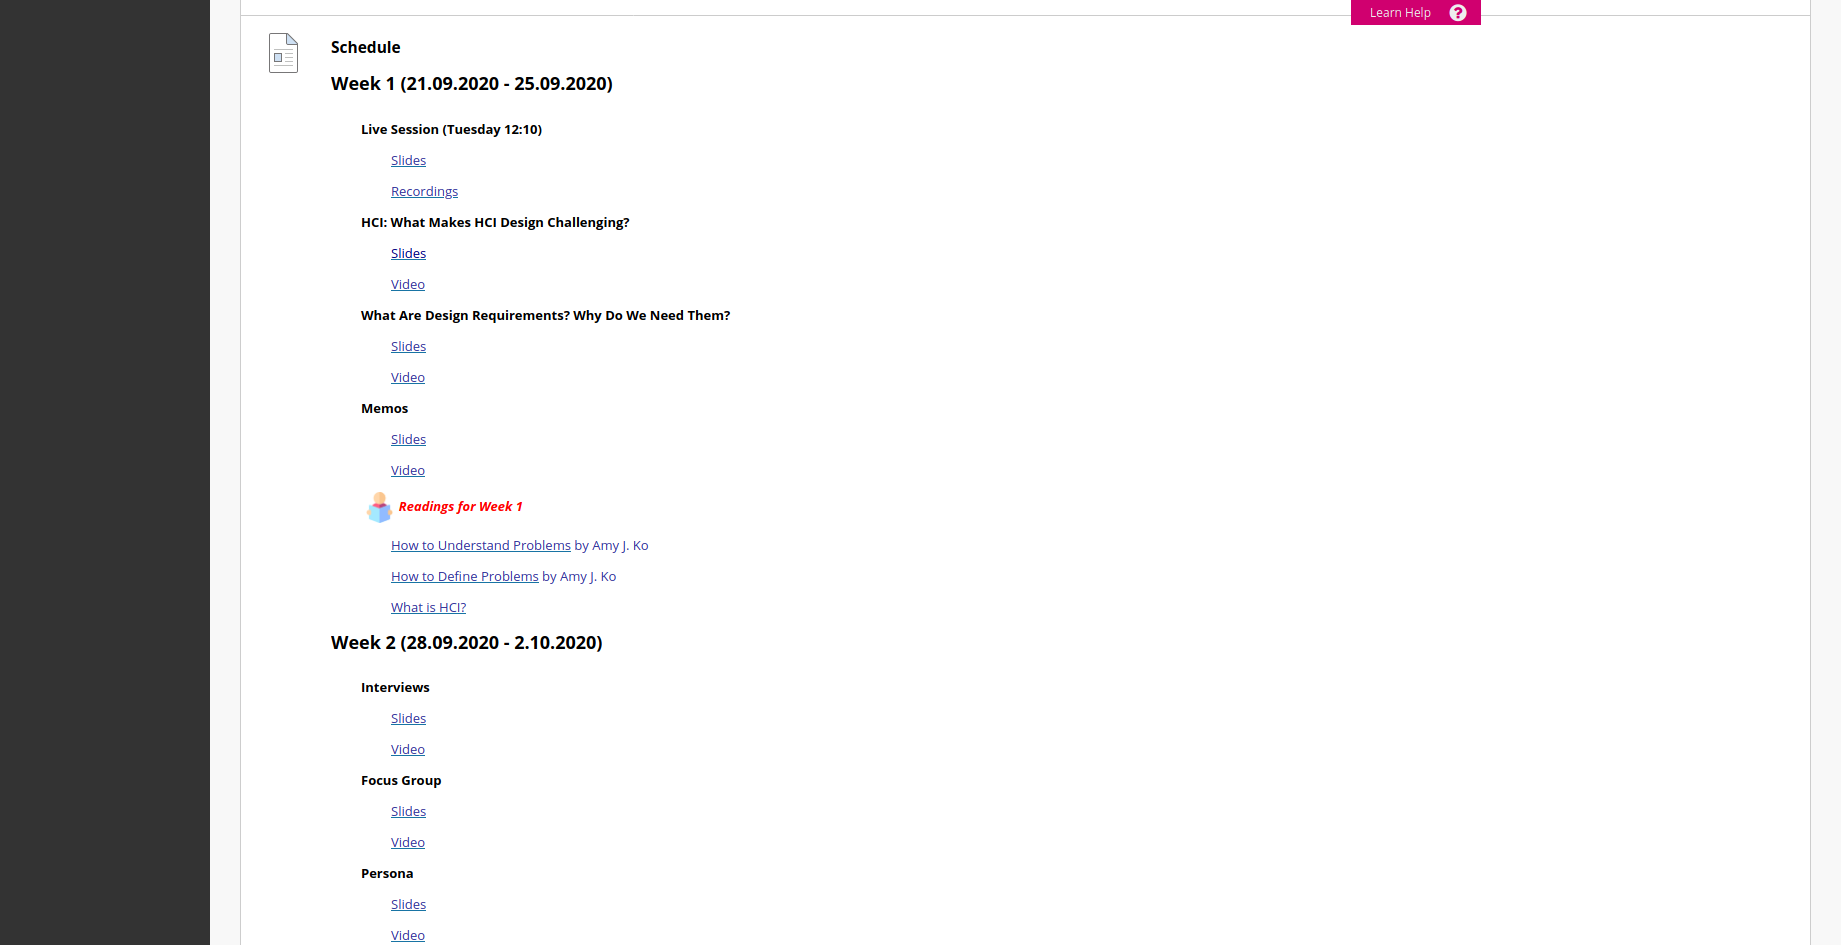 Learn Help ?
Schedule
Week 1 (21.09.2020 - 25.09.2020)
Live Session (Tuesday 12:10)
Slides
Recordings
HCI: What Makes HCI Design Challenging?
Slides
Video
What Are Design Requirements? Why Do We Need Them?
Slides
Video
Memos
Slides
Video
Readings for Week 1
How to Understand Problems by Amy J. Ko
How to Define Problems by Amy J. Ko
What is HCI?
Week 2 (28.09.2020 - 2.10.2020)
Interviews
Slides
Video
Focus Group
Slides
Video
Persona
Slides
Video